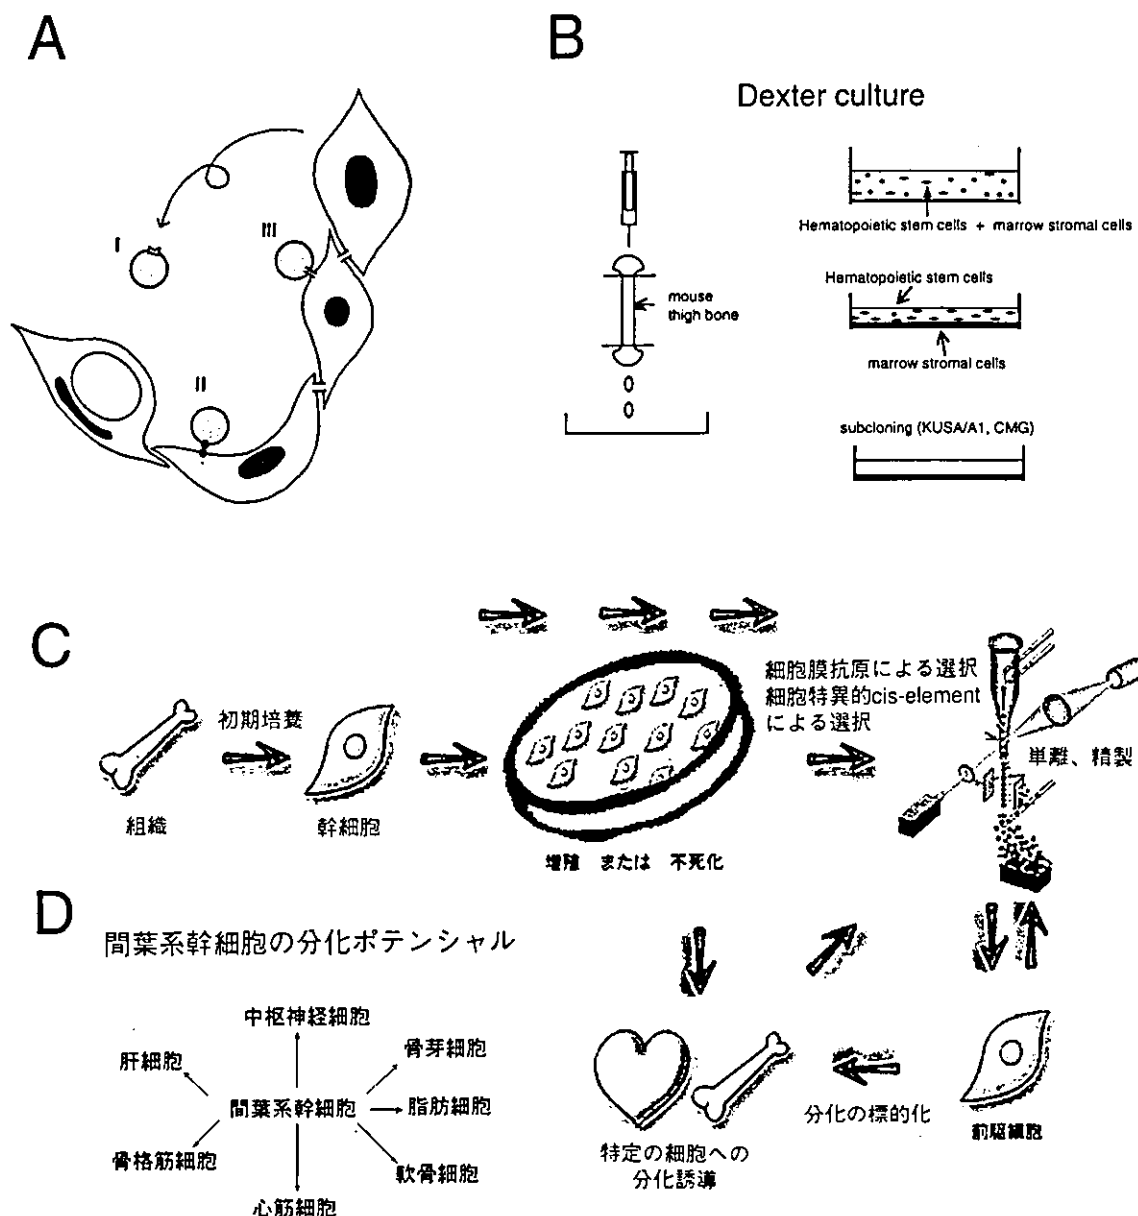 A
I
II
III
B
Dexter culture
mouse
thigh bone
Hematopoietic stem cells + marrow stromal cells
Hematopoietic stem cells
marrow stromal cells
subcloning (KUSA/A1, CMG)
C
組織
初期培養
幹細胞
増殖 または 不死化
細胞膜抗原による選択
細胞特異的cis-element
による選択
単離、精製
前駆細胞
分化の標的化
特定の細胞への
分化誘導
D
間葉系幹細胞の分化ポテンシャル
中枢神経細胞
肝細胞
骨芽細胞
間葉系幹細胞
脂肪細胞
骨格筋細胞
軟骨細胞
心筋細胞